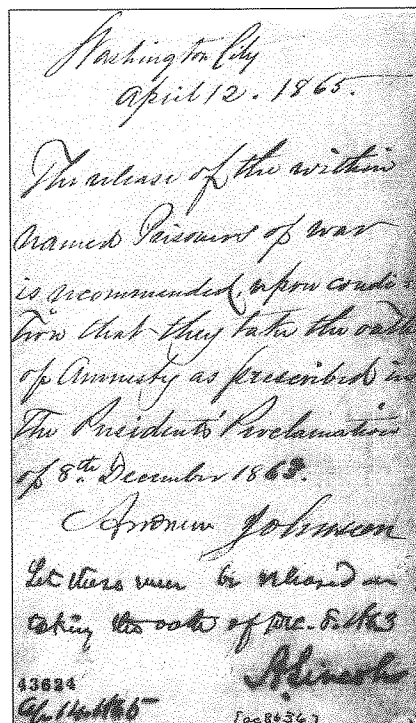 Washington City
April 12. 1865.
The release of the within
named Prisoners of war
is recommended, upon condi-
tion that they take the oath
of Amnesty as prescribed in
The Presidents' Proclamation
of 8th December 1863.
Andrew Johnson
Let these men be released on
taking the oath of Dec. 8. 1863
A. Lincoln
43624
Ap. 14. 1865
[ac8636]